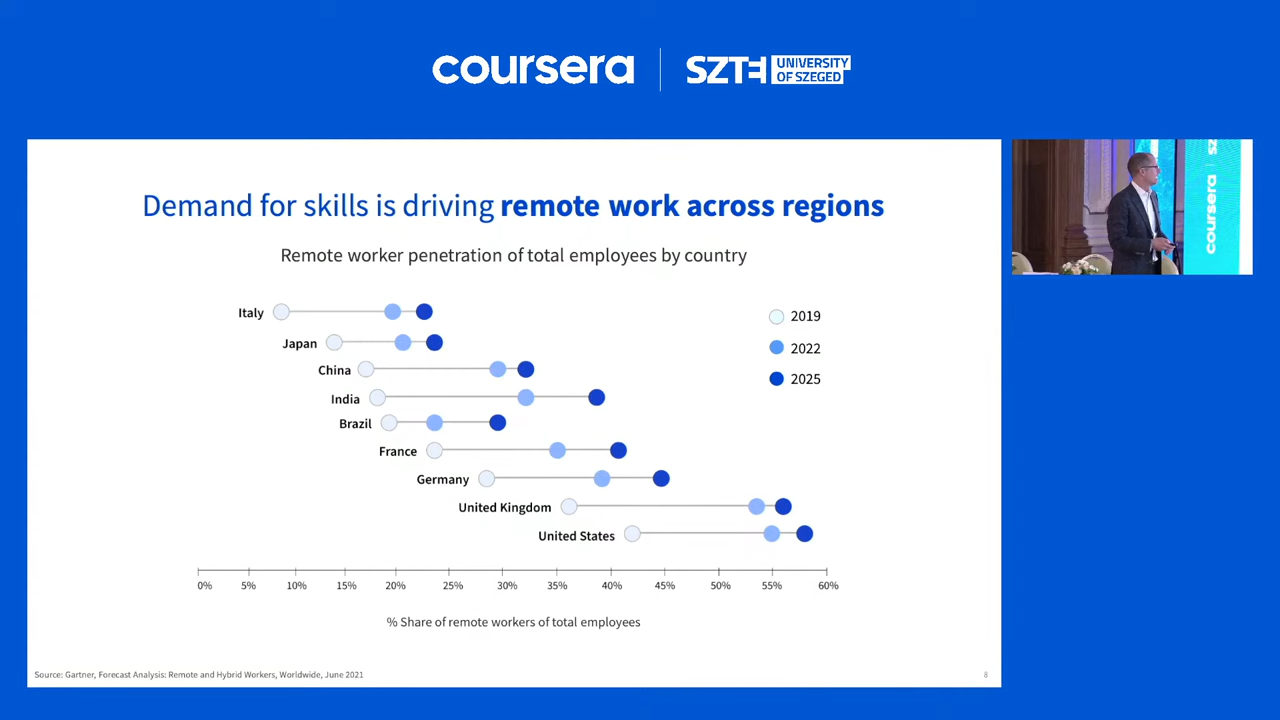 coursera
SZTE UNIVERSITY
OF SZEGED
Demand for skills is driving remote work across regions
Remote worker penetration of total employees by country
Italy
Japan
China
India
Brazil
France
Germany
United Kingdom
United States
2019
2022
2025
0% 5% 10% 15% 20% 25% 30% 35% 40% 45% 50% 55% 60%
% Share of remote workers of total employees
Source: Gartner, Forecast Analysis: Remote and Hybrid Workers, Worldwide, June 2021
8
coursera
SZ